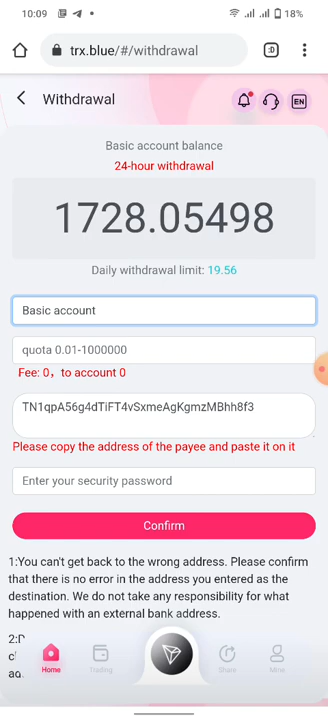 10:09
18%
trx.blue/#/withdrawal
:D
Withdrawal
EN
Basic account balance
24-hour withdrawal
1728.05498
Daily withdrawal limit: 19.56
Basic account
quota 0.01-1000000
Fee: 0，to account 0
TN1qpA56g4dTiFT4vSxmeAgKgmzMBhh8f3
Please copy the address of the payee and paste it on it
Enter your security password
Confirm
1:You can't get back to the wrong address. Please confirm
that there is no error in the address you entered as the
destination. We do not take any responsibility for what
happened with an external bank address.
Home
Trading
Share
Mine